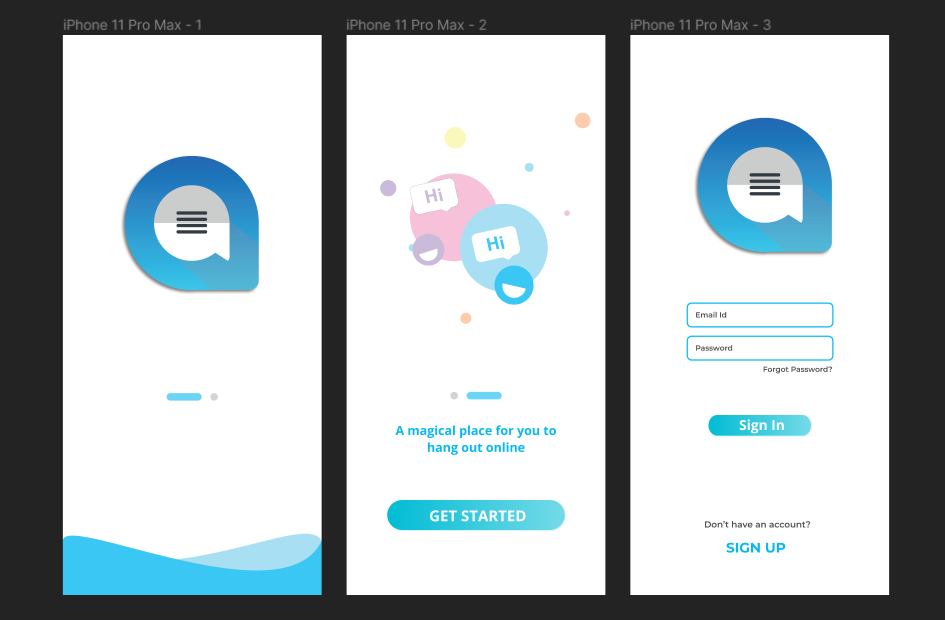 iPhone 11 Pro Max - 1
iPhone 11 Pro Max - 2
Hi
Hi
A magical place for you to
hang out online
GET STARTED
iPhone 11 Pro Max - 3
Email Id
Password
Forgot Password?
Sign In
Don't have an account?
SIGN UP